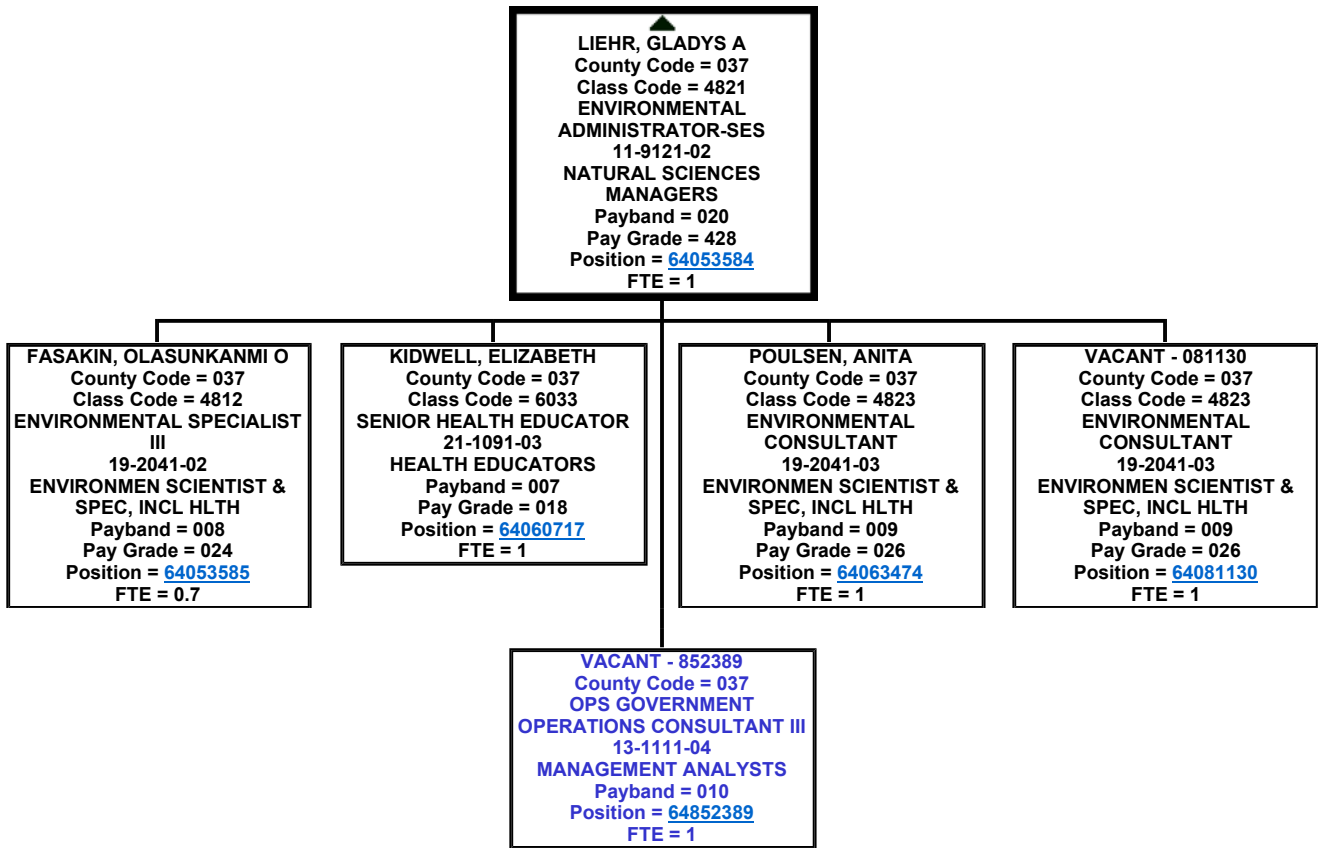 LIEHR, GLADYS A
County Code = 037
Class Code = 4821
ENVIRONMENTAL
ADMINISTRATOR-SES
11-9121-02
NATURAL SCIENCES
MANAGERS
Payband = 020
Pay Grade = 428
Position = 64053584
FTE = 1
FASAKIN, OLASUNKANMI O
County Code = 037
Class Code = 4812
ENVIRONMENTAL SPECIALIST
III
19-2041-02
ENVIRONMEN SCIENTIST &
SPEC, INCL HLTH
Payband = 008
Pay Grade = 024
Position = 64053585
FTE = 0.7
KIDWELL, ELIZABETH
County Code = 037
Class Code = 6033
SENIOR HEALTH EDUCATOR
21-1091-03
HEALTH EDUCATORS
Payband = 007
Pay Grade = 018
Position = 64060717
FTE = 1
POULSEN, ANITA
County Code = 037
Class Code = 4823
ENVIRONMENTAL
CONSULTANT
19-2041-03
ENVIRONMEN SCIENTIST &
SPEC, INCL HLTH
Payband = 009
Pay Grade = 026
Position = 64063474
FTE = 1
VACANT - 081130
County Code = 037
Class Code = 4823
ENVIRONMENTAL
CONSULTANT
19-2041-03
ENVIRONMEN SCIENTIST &
SPEC, INCL HLTH
Payband = 009
Pay Grade = 026
Position = 64081130
FTE = 1
VACANT - 852389
County Code = 037
OPS GOVERNMENT
OPERATIONS CONSULTANT III
13-1111-04
MANAGEMENT ANALYSTS
Payband = 010
Position = 64852389
FTE = 1